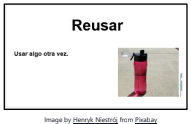 Reusar
Usar algo otra vez.
Image by Henryk Niestrój from Pixabay